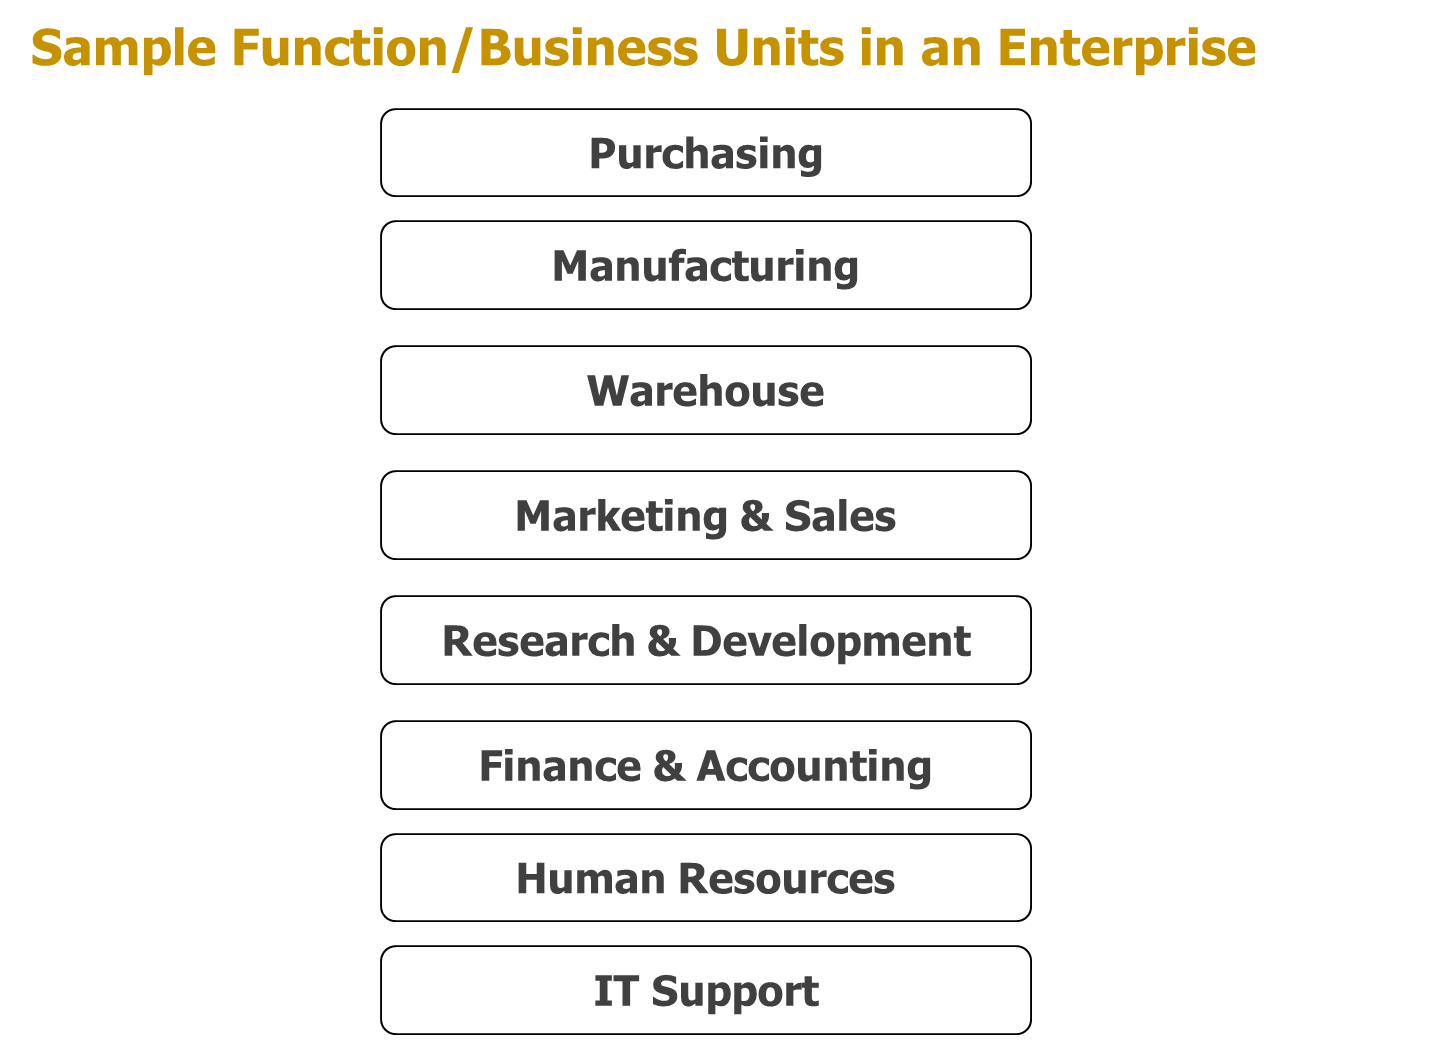 Sample Function/Business Units in an Enterprise
Purchasing
Manufacturing
Warehouse
Marketing & Sales
Research & Development
Finance & Accounting
Human Resources
IT Support